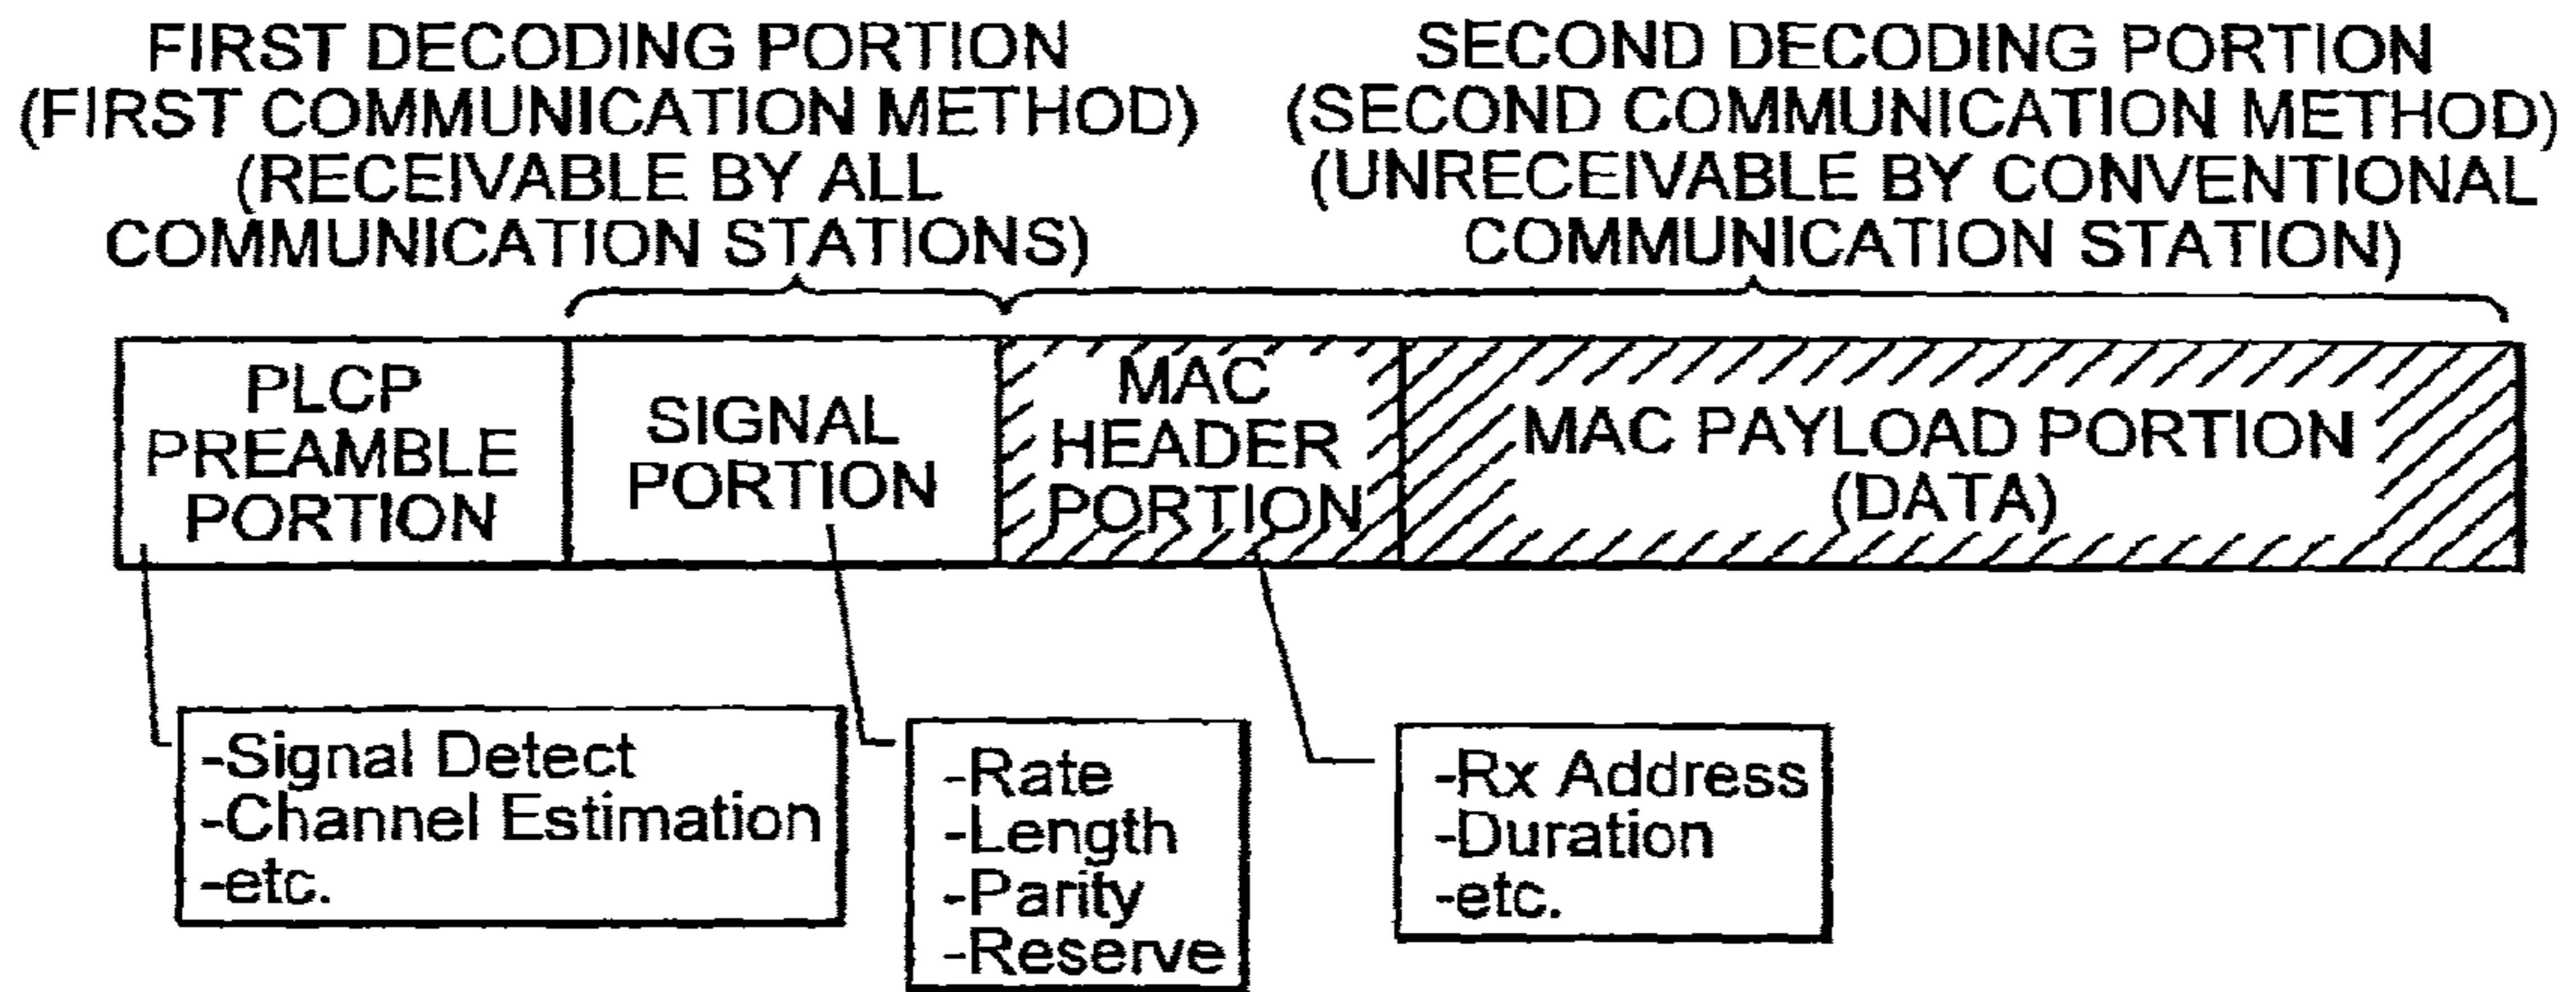 FIRST DECODING PORTION
(FIRST COMMUNICATION METHOD)
(RECEIVABLE BY ALL
COMMUNICATION STATIONS)
SECOND DECODING PORTION
(SECOND COMMUNICATION METHOD)
(UNRECEIVABLE BY CONVENTIONAL
COMMUNICATION STATION)
PLCP
PREAMBLE
PORTION
SIGNAL
PORTION
MAC
HEADER
PORTION
MAC PAYLOAD PORTION
(DATA)
-Signal Detect
-Channel Estimation
-etc.
-Rate
-Length
-Parity
-Reserve
-Rx Address
-Duration
-etc.